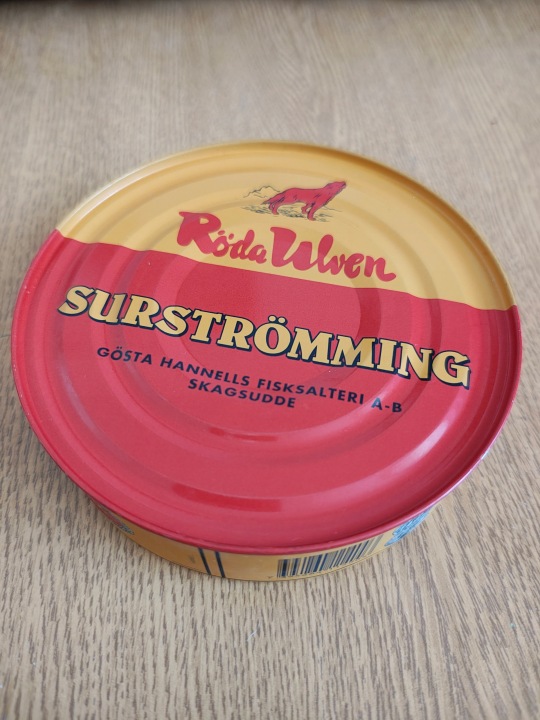 Röda Ulven
SURSTRÖMMING
GÖSTA HANNELLS FISKSALTERI A-B
SKAGSUDDE